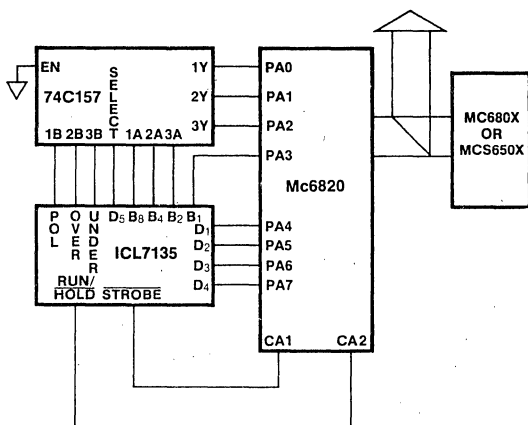 EN
SELECT
1Y
2Y
3Y
74C157
1B 2B 3B 1A 2A 3A
PA0
PA1
PA2
PA3
Mc6820
PA4
PA5
PA6
PA7
CA1 CA2
MC680X
OR
MCS650X
POL
OVER
UNDER
D5 B8 B4 B2 B1
D1
D2
D3
D4
ICL7135
RUN/
HOLD STROBE